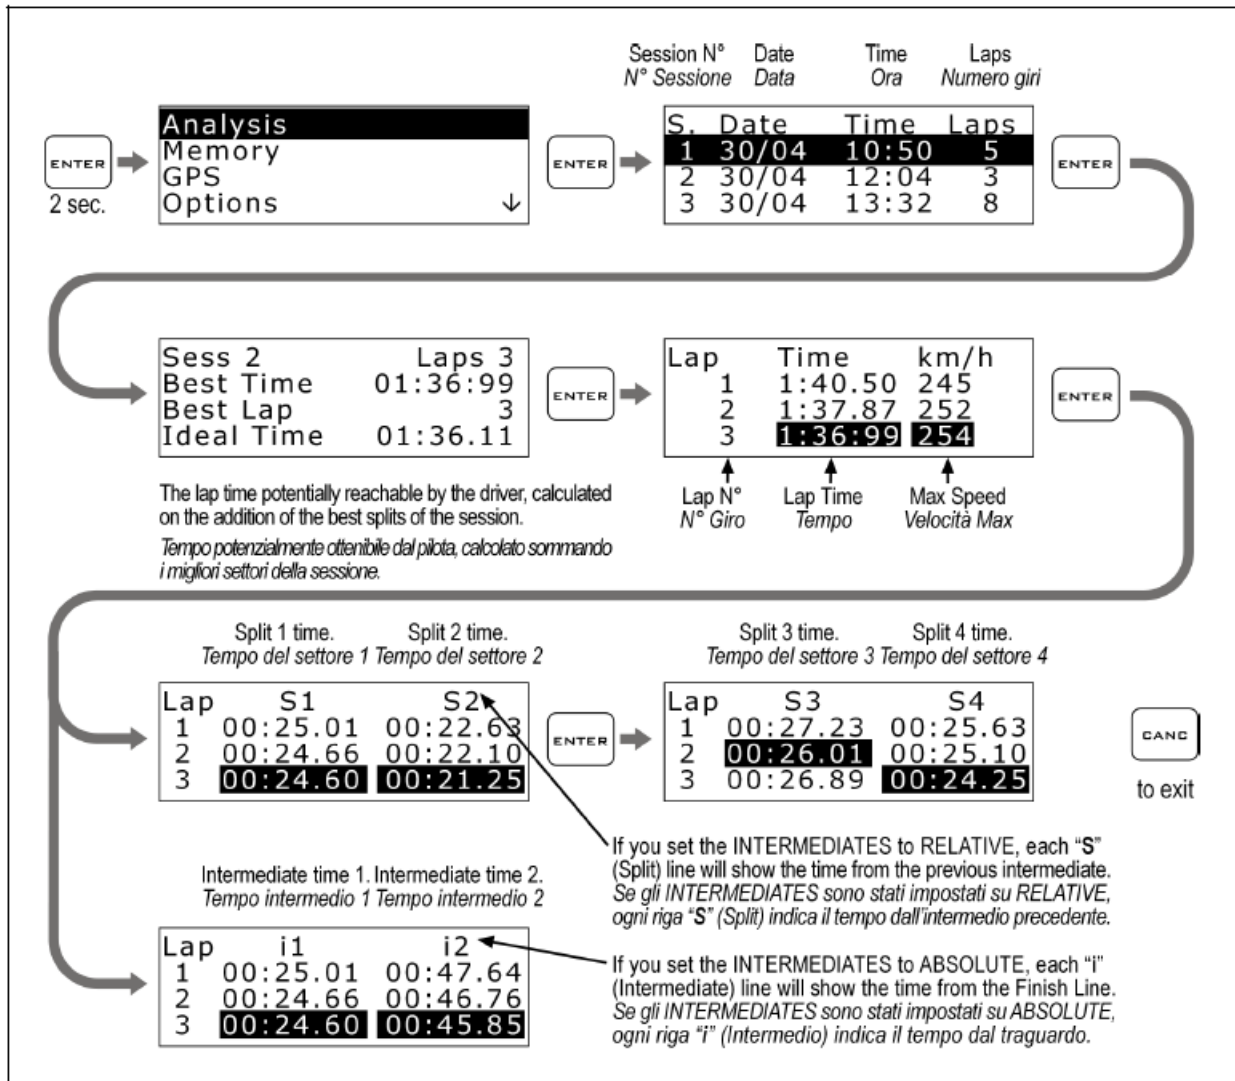 Session N° Date Time Laps
N° Sessione Data Ora Numero giri
ENTER
2 sec.
Analysis
Memory
GPS
Options ↓
ENTER
S. Date Time Laps
1 30/04 10:50 5
2 30/04 12:04 3
3 30/04 13:32 8
ENTER
Sess 2 Laps 3
Best Time 01:36:99
Best Lap 3
Ideal Time 01:36.11
ENTER
Lap Time km/h
1 1:40.50 245
2 1:37.87 252
3 1:36:99 254
ENTER
The lap time potentially reachable by the driver, calculated
on the addition of the best splits of the session.
Tempo potenzialmente ottenibile dal pilota, calcolato sommando
i migliori settori della sessione.
Lap N° Lap Time Max Speed
N° Giro Tempo Velocità Max
Split 1 time. Split 2 time.
Tempo del settore 1 Tempo del settore 2
Lap S1 S2
1 00:25.01 00:22.63
2 00:24.66 00:22.10
3 00:24.60 00:21.25
ENTER
Split 3 time. Split 4 time.
Tempo del settore 3 Tempo del settore 4
Lap S3 S4
1 00:27.23 00:25.63
2 00:26.01 00:25.10
3 00:26.89 00:24.25
CANC
to exit
If you set the INTERMEDIATES to RELATIVE, each “S”
(Split) line will show the time from the previous intermediate.
Se gli INTERMEDIATES sono stati impostati su RELATIVE,
ogni riga “S” (Split) indica il tempo dall'intermedio precedente.
Intermediate time 1. Intermediate time 2.
Tempo intermedio 1 Tempo intermedio 2
Lap i1 i2
1 00:25.01 00:47.64
2 00:24.66 00:46.76
3 00:24.60 00:45.85
If you set the INTERMEDIATES to ABSOLUTE, each “i”
(Intermediate) line will show the time from the Finish Line.
Se gli INTERMEDIATES sono stati impostati su ABSOLUTE,
ogni riga “i” (Intermedio) indica il tempo dal traguardo.